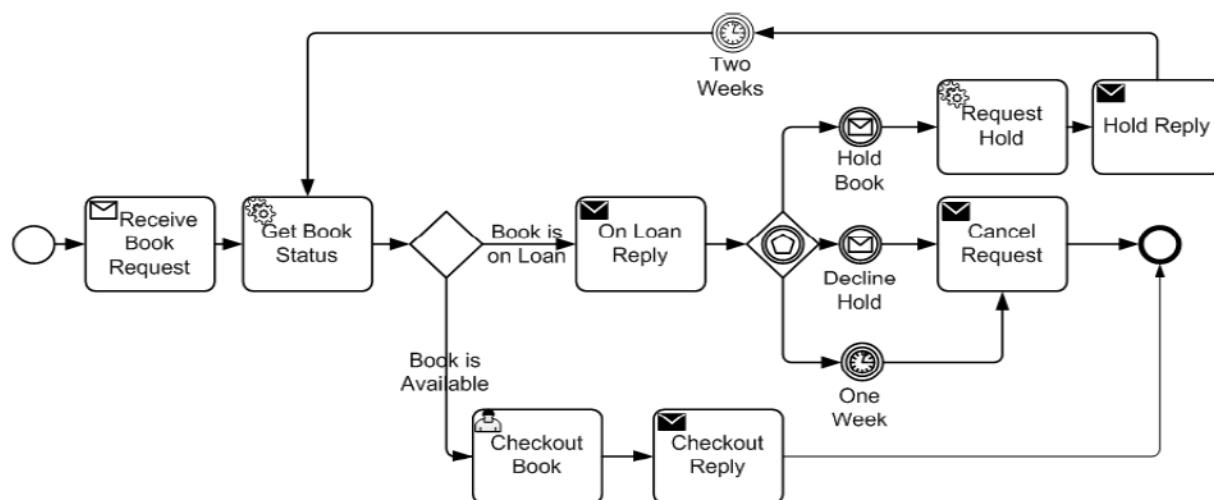 Two
Weeks
Request
Hold
Hold Reply
Hold
Book
Receive
Book
Request
Get Book
Status
Book is
on Loan
On Loan
Reply
Cancel
Request
Decline
Hold
Book is
Available
One
Week
Checkout
Book
Checkout
Reply